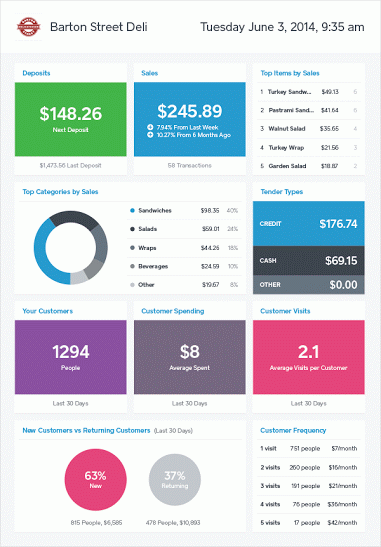 Barton Street Deli
Tuesday June 3, 2014, 9:35 am
Deposits
$148.26
Next Deposit
$1,473.56 Last Deposit
Sales
$245.89
7.94% From Last Week
10.27% From 6 Months Ago
58 Transactions
Top Items by Sales
1 Turkey Sandw... $49.13 6
2 Pastrami Sand... $41.64 6
3 Walnut Salad $35.65 4
4 Turkey Wrap $21.56 3
5 Garden Salad $18.87 2
Top Categories by Sales
Sandwiches $98.35 40%
Salads $59.01 24%
Wraps $44.26 18%
Beverages $24.59 10%
Other $19.67 8%
Tender Types
CREDIT $176.74
CASH $69.15
OTHER $0.00
Your Customers
1294
People
Last 30 Days
Customer Spending
$8
Average Spent
Last 30 Days
Customer Visits
2.1
Average Visits per Customer
Last 30 Days
New Customers vs Returning Customers (Last 30 Days)
63%
New
815 People, $6,585
37%
Returning
478 People, $10,893
Customer Frequency
1 visit 751 people $7/month
2 visits 260 people $16/month
3 visits 191 people $21/month
4 visits 76 people $36/month
5 visits 17 people $42/month